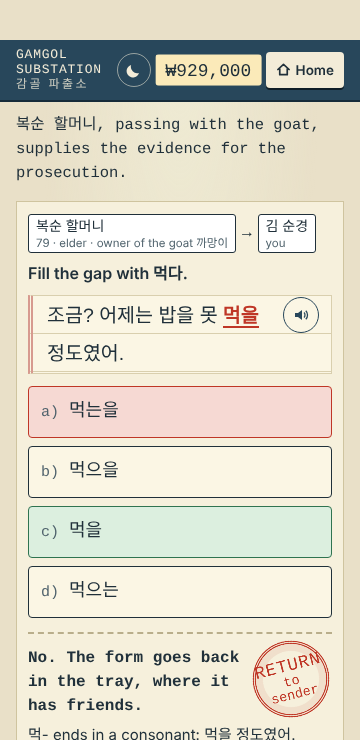 GAMGOL
SUBSTATION
감골 파출소
₩929,000
Home
복순 할머니, passing with the goat,
supplies the evidence for the
prosecution.
복순 할머니
79 · elder · owner of the goat 까망이
→
김 순경
you
Fill the gap with 먹다.
조금? 어제는 밥을 못 먹을
정도였어.
a) 먹는을
b) 먹으을
c) 먹을
d) 먹으는
No. The form goes back
in the tray, where it
has friends.
RETURN
to
sender
먹- ends in a consonant: 먹을 정도였어.